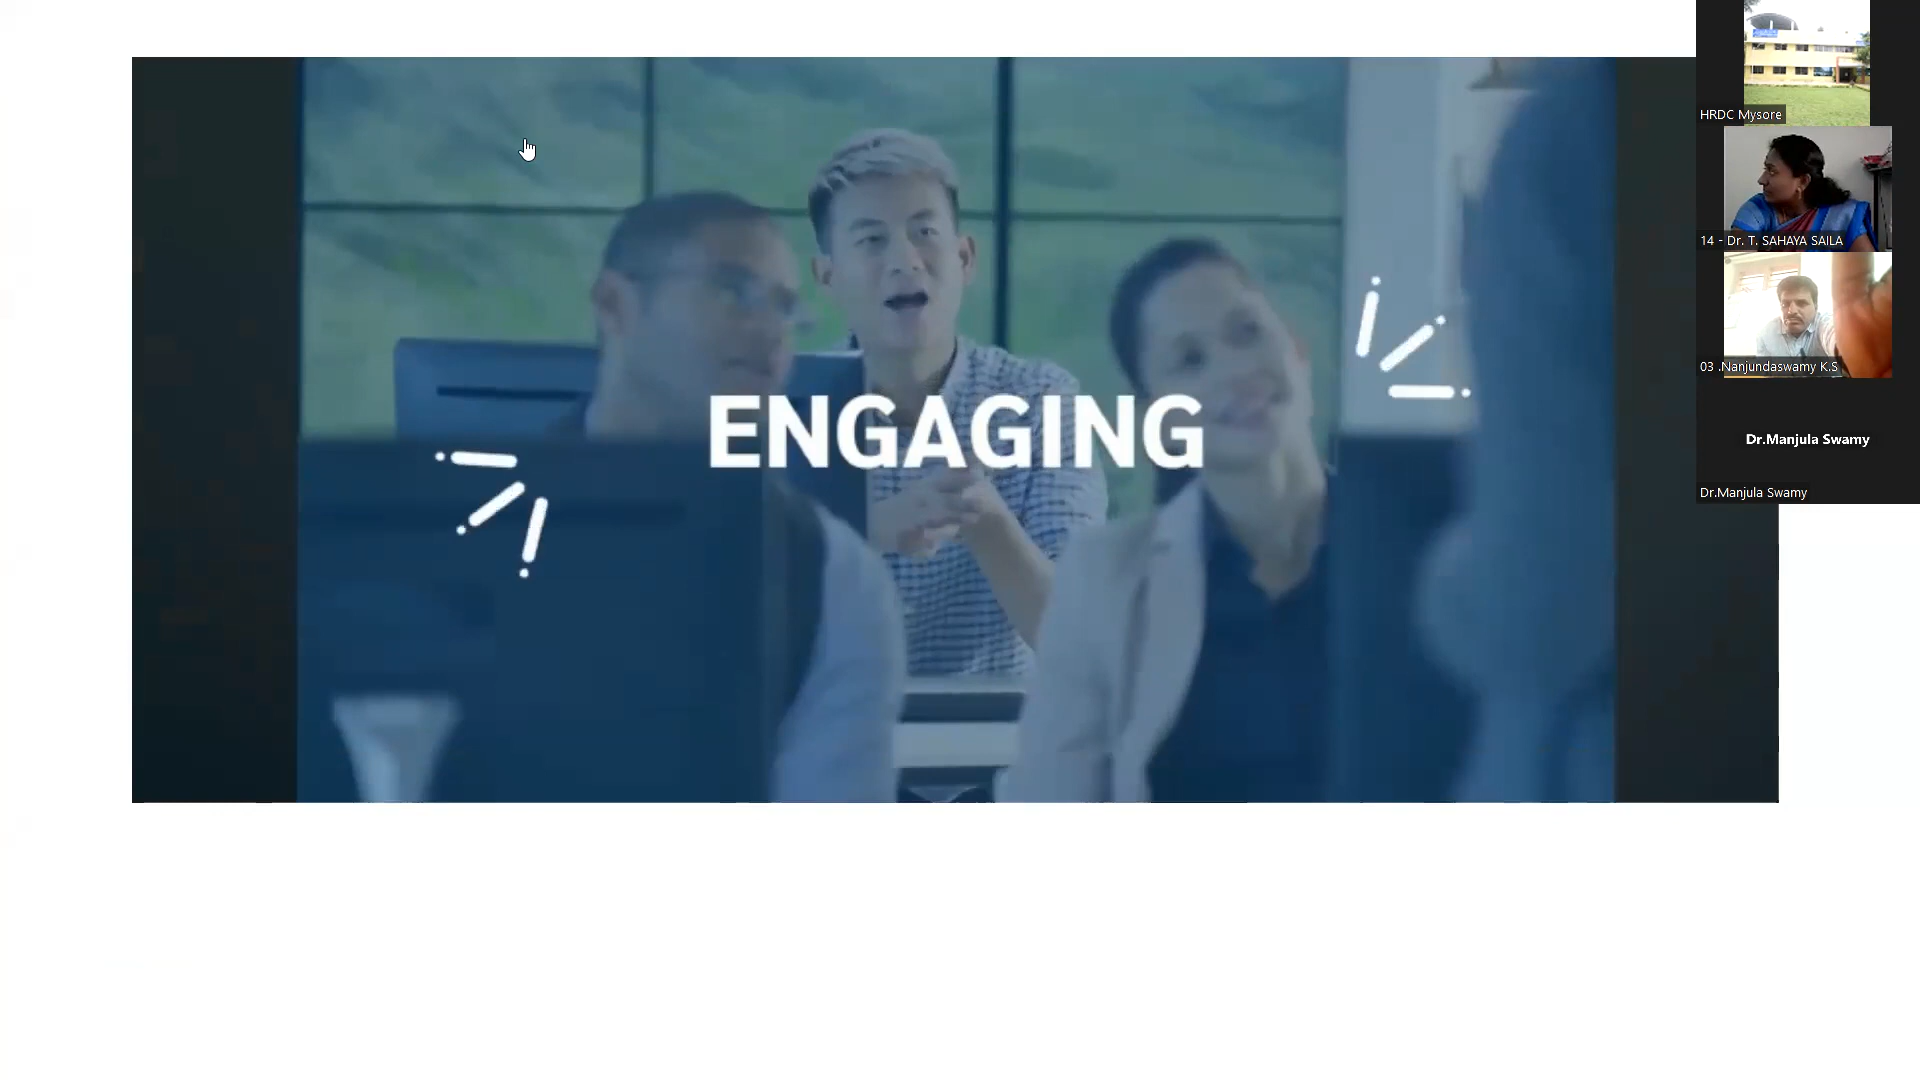 ENGAGING
HRDC Mysore
14 - Dr. T. SAHAYA SAILA
03 .Nanjundaswamy K.S
Dr.Manjula Swamy
Dr.Manjula Swamy